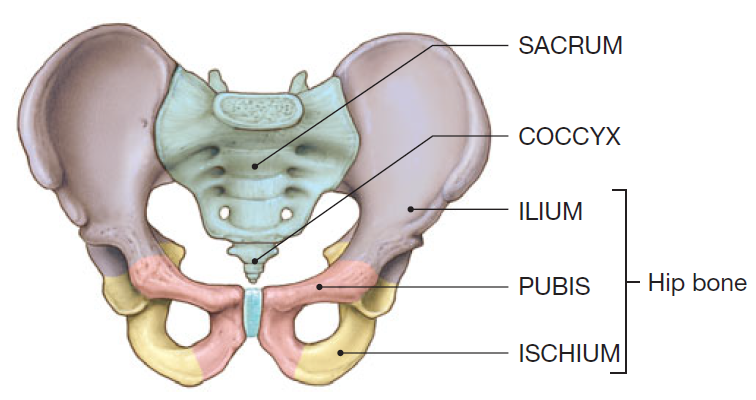 SACRUM
COCCYX
ILIUM
PUBIS
ISCHIUM
Hip bone